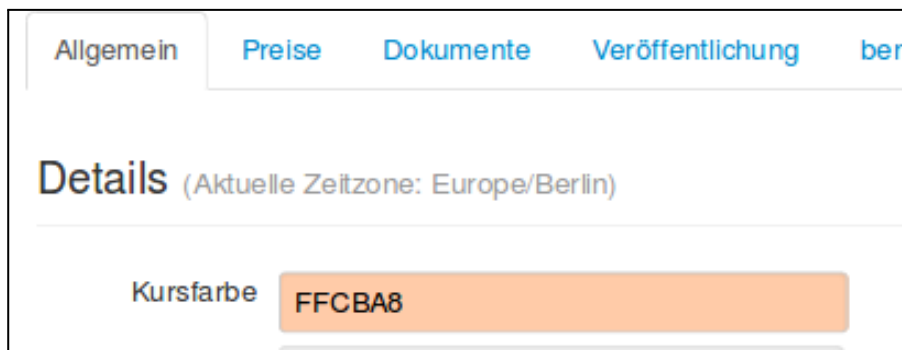 Allgemein Preise Dokumente Veröffentlichung
Details (Aktuelle Zeitzone: Europe/Berlin)
Kursfarbe FFCBA8